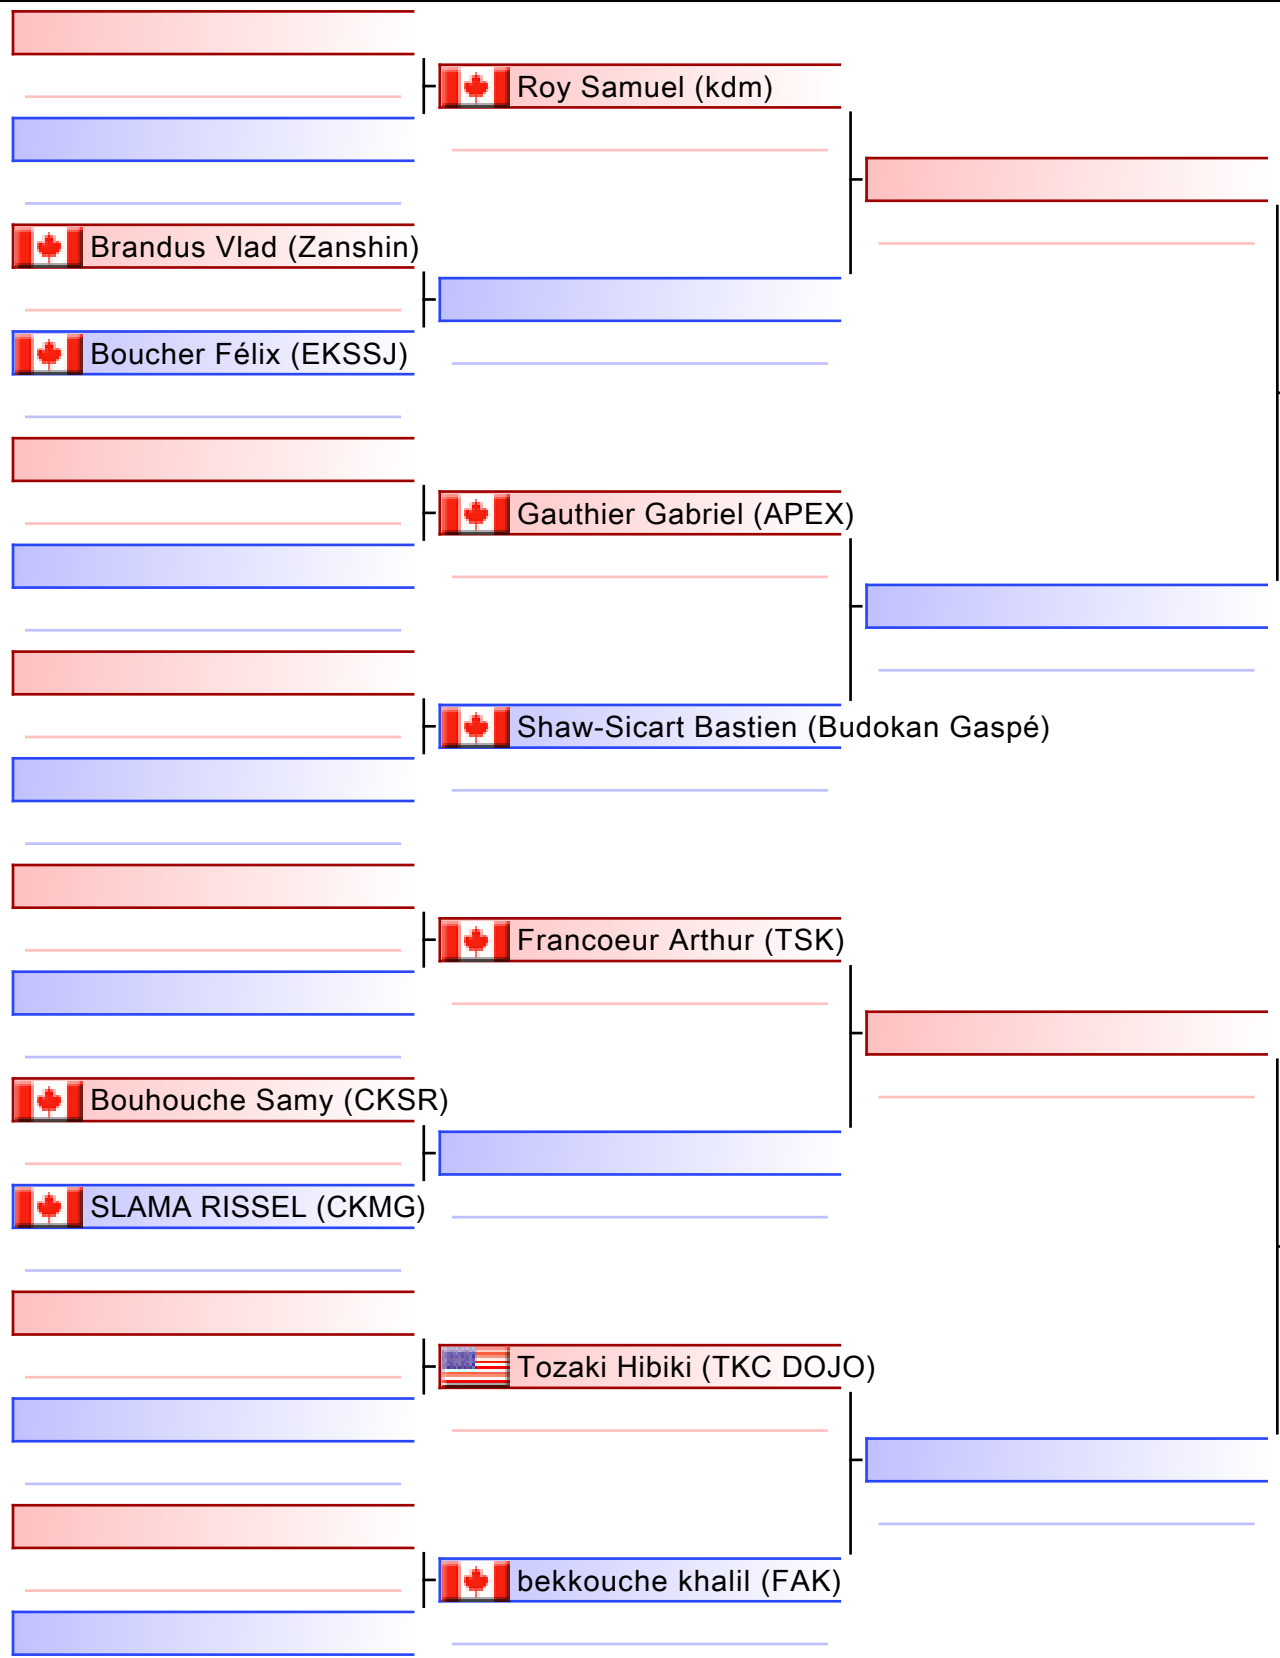 Roy Samuel (kdm)
Brandus Vlad (Zanshin)
Boucher Félix (EKSSJ)
Gauthier Gabriel (APEX)
Shaw-Sicart Bastien (Budokan Gaspé)
Francoeur Arthur (TSK)
Bouhouche Samy (CKSR)
SLAMA RISSEL (CKMG)
Tozaki Hibiki (TKC DOJO)
bekkouche khalil (FAK)